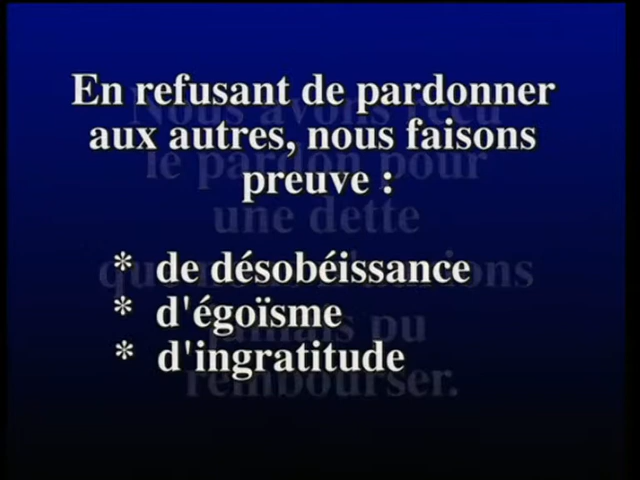 En refusant de pardonner
aux autres, nous faisons
preuve :
* de désobéissance
* d'égoïsme
* d'ingratitude